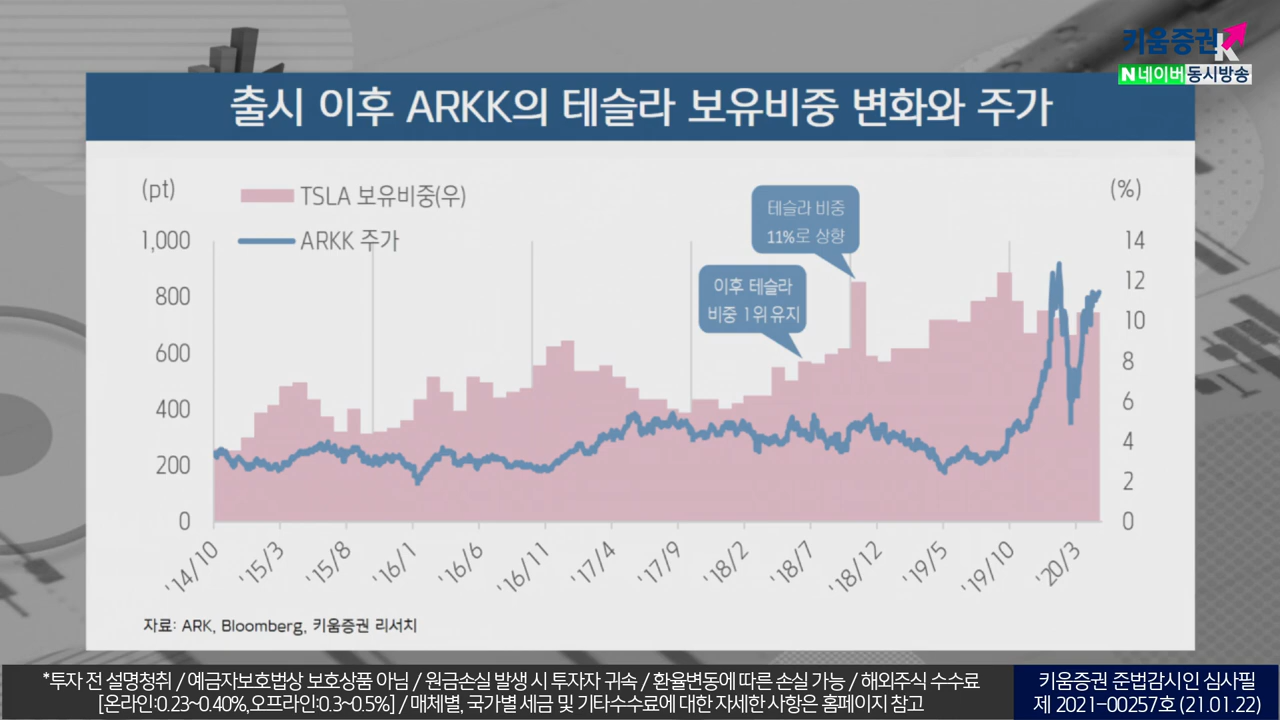 키움증권
N 네이버 동시방송
출시 이후 ARKK의 테슬라 보유비중 변화와 주가
(pt)
(%)
TSLA 보유비중(우)
ARKK 주가
테슬라 비중
11%로 상향
이후 테슬라
비중 1위 유지
1,000
800
600
400
200
0
14
12
10
8
6
4
2
0
'14/10
'15/3
'15/8
'16/1
'16/6
'16/11
'17/4
'17/9
'18/2
'18/7
'18/12
'19/5
'19/10
'20/3
자료: ARK, Bloomberg, 키움증권 리서치
*투자 전 설명청취 / 예금자보호법상 보호상품 아님 / 원금손실 발생 시 투자자 귀속 / 환율변동에 따른 손실 가능 / 해외주식 수수료
[온라인:0.23~0.40%,오프라인:0.3~0.5%] / 매체별, 국가별 세금 및 기타수수료에 대한 자세한 사항은 홈페이지 참고
키움증권 준법감시인 심사필
제 2021-00257호 (21.01.22)